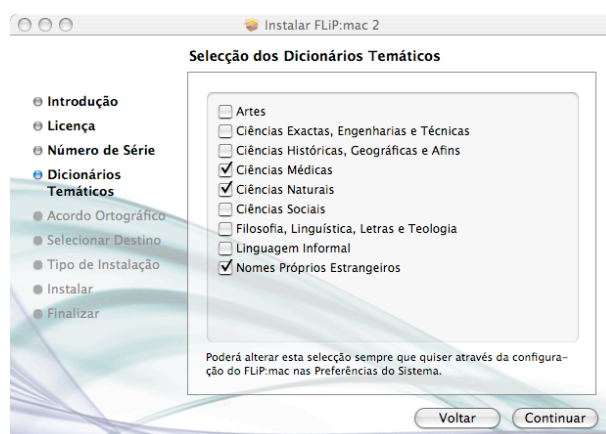 Instalar FLiP:mac 2
Selecção dos Dicionários Temáticos
Introdução
Licença
Número de Série
Dicionários
Temáticos
Acordo Ortográfico
Selecionar Destino
Tipo de Instalação
Instalar
Finalizar
Artes
Ciências Exactas, Engenharias e Técnicas
Ciências Históricas, Geográficas e Afins
Ciências Médicas
Ciências Naturais
Ciências Sociais
Filosofia, Linguística, Letras e Teologia
Linguagem Informal
Nomes Próprios Estrangeiros
Poderá alterar esta selecção sempre que quiser através da configura-
ção do FLiP:mac nas Preferências do Sistema.
Voltar
Continuar